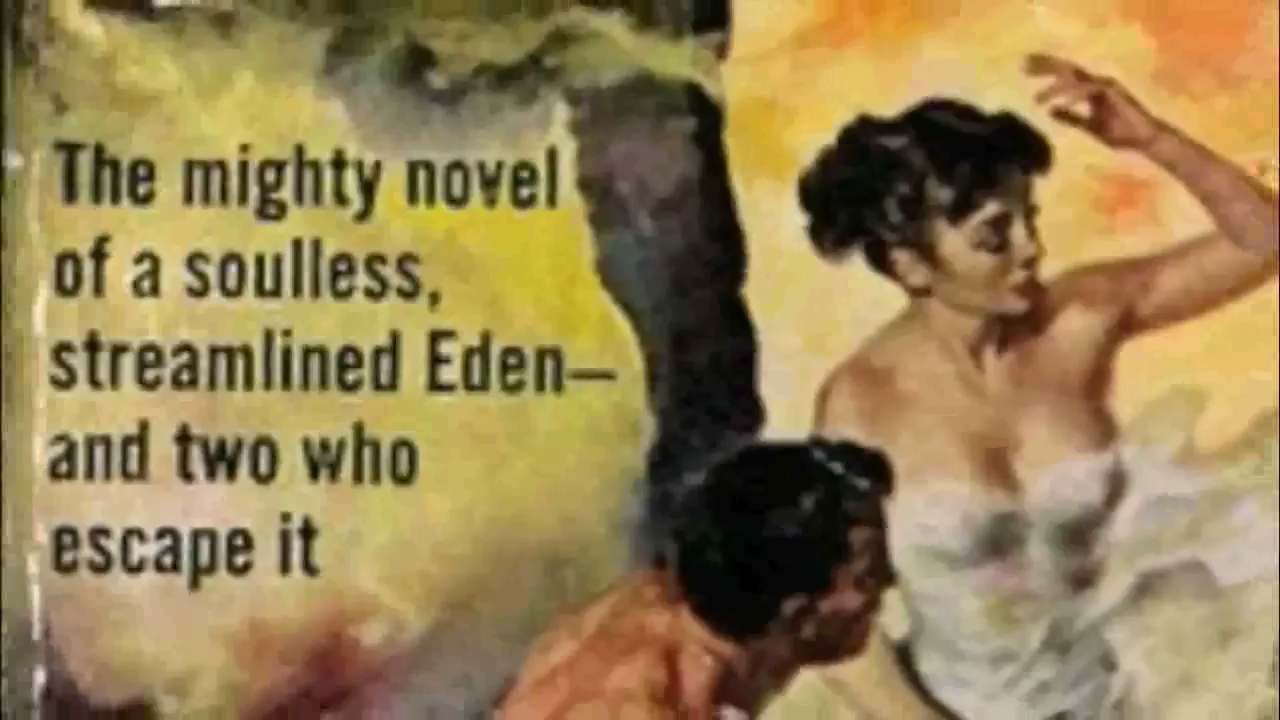 The mighty novel
of a soulless,
streamlined Eden—
and two who
escape it